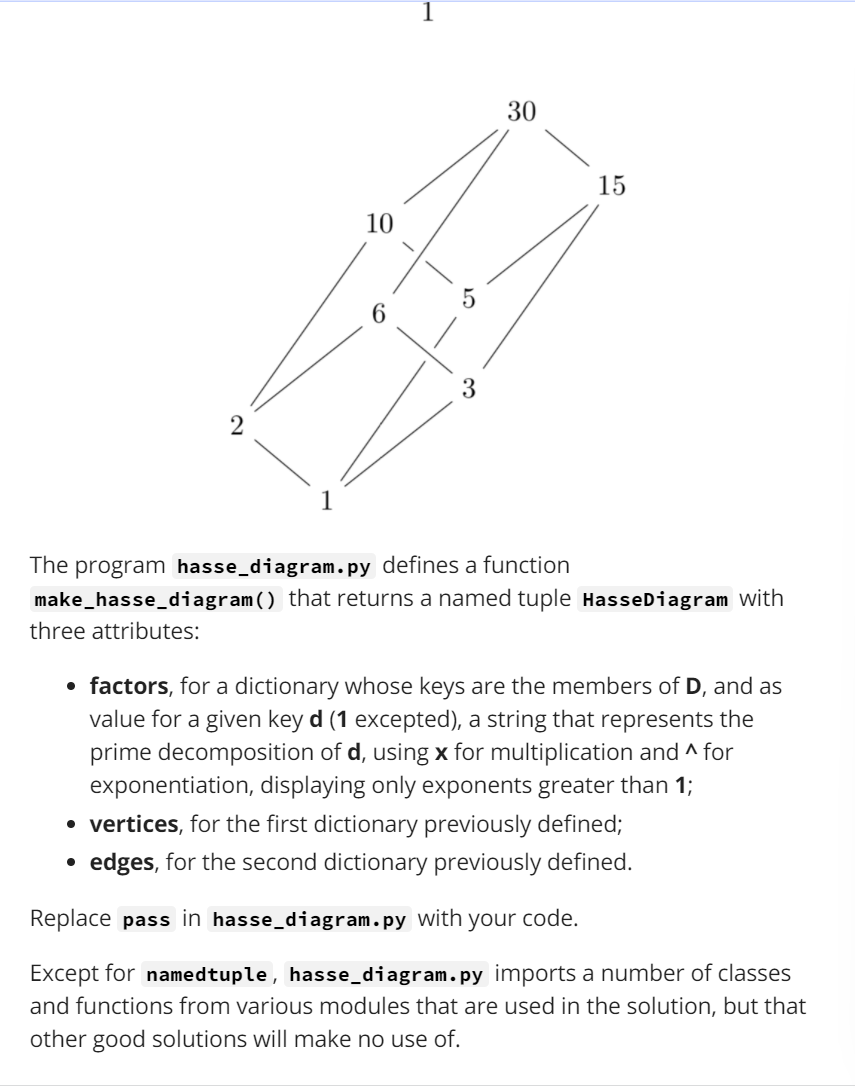 1
30
15
10
5
6
3
2
1
The program hasse_diagram.py defines a function
make_hasse_diagram() that returns a named tuple HasseDiagram with
three attributes:
• factors, for a dictionary whose keys are the members of D, and as
value for a given key d (1 excepted), a string that represents the
prime decomposition of d, using x for multiplication and ^ for
exponentiation, displaying only exponents greater than 1;
• vertices, for the first dictionary previously defined;
• edges, for the second dictionary previously defined.
Replace pass in hasse_diagram.py with your code.
Except for namedtuple, hasse_diagram.py imports a number of classes
and functions from various modules that are used in the solution, but that
other good solutions will make no use of.